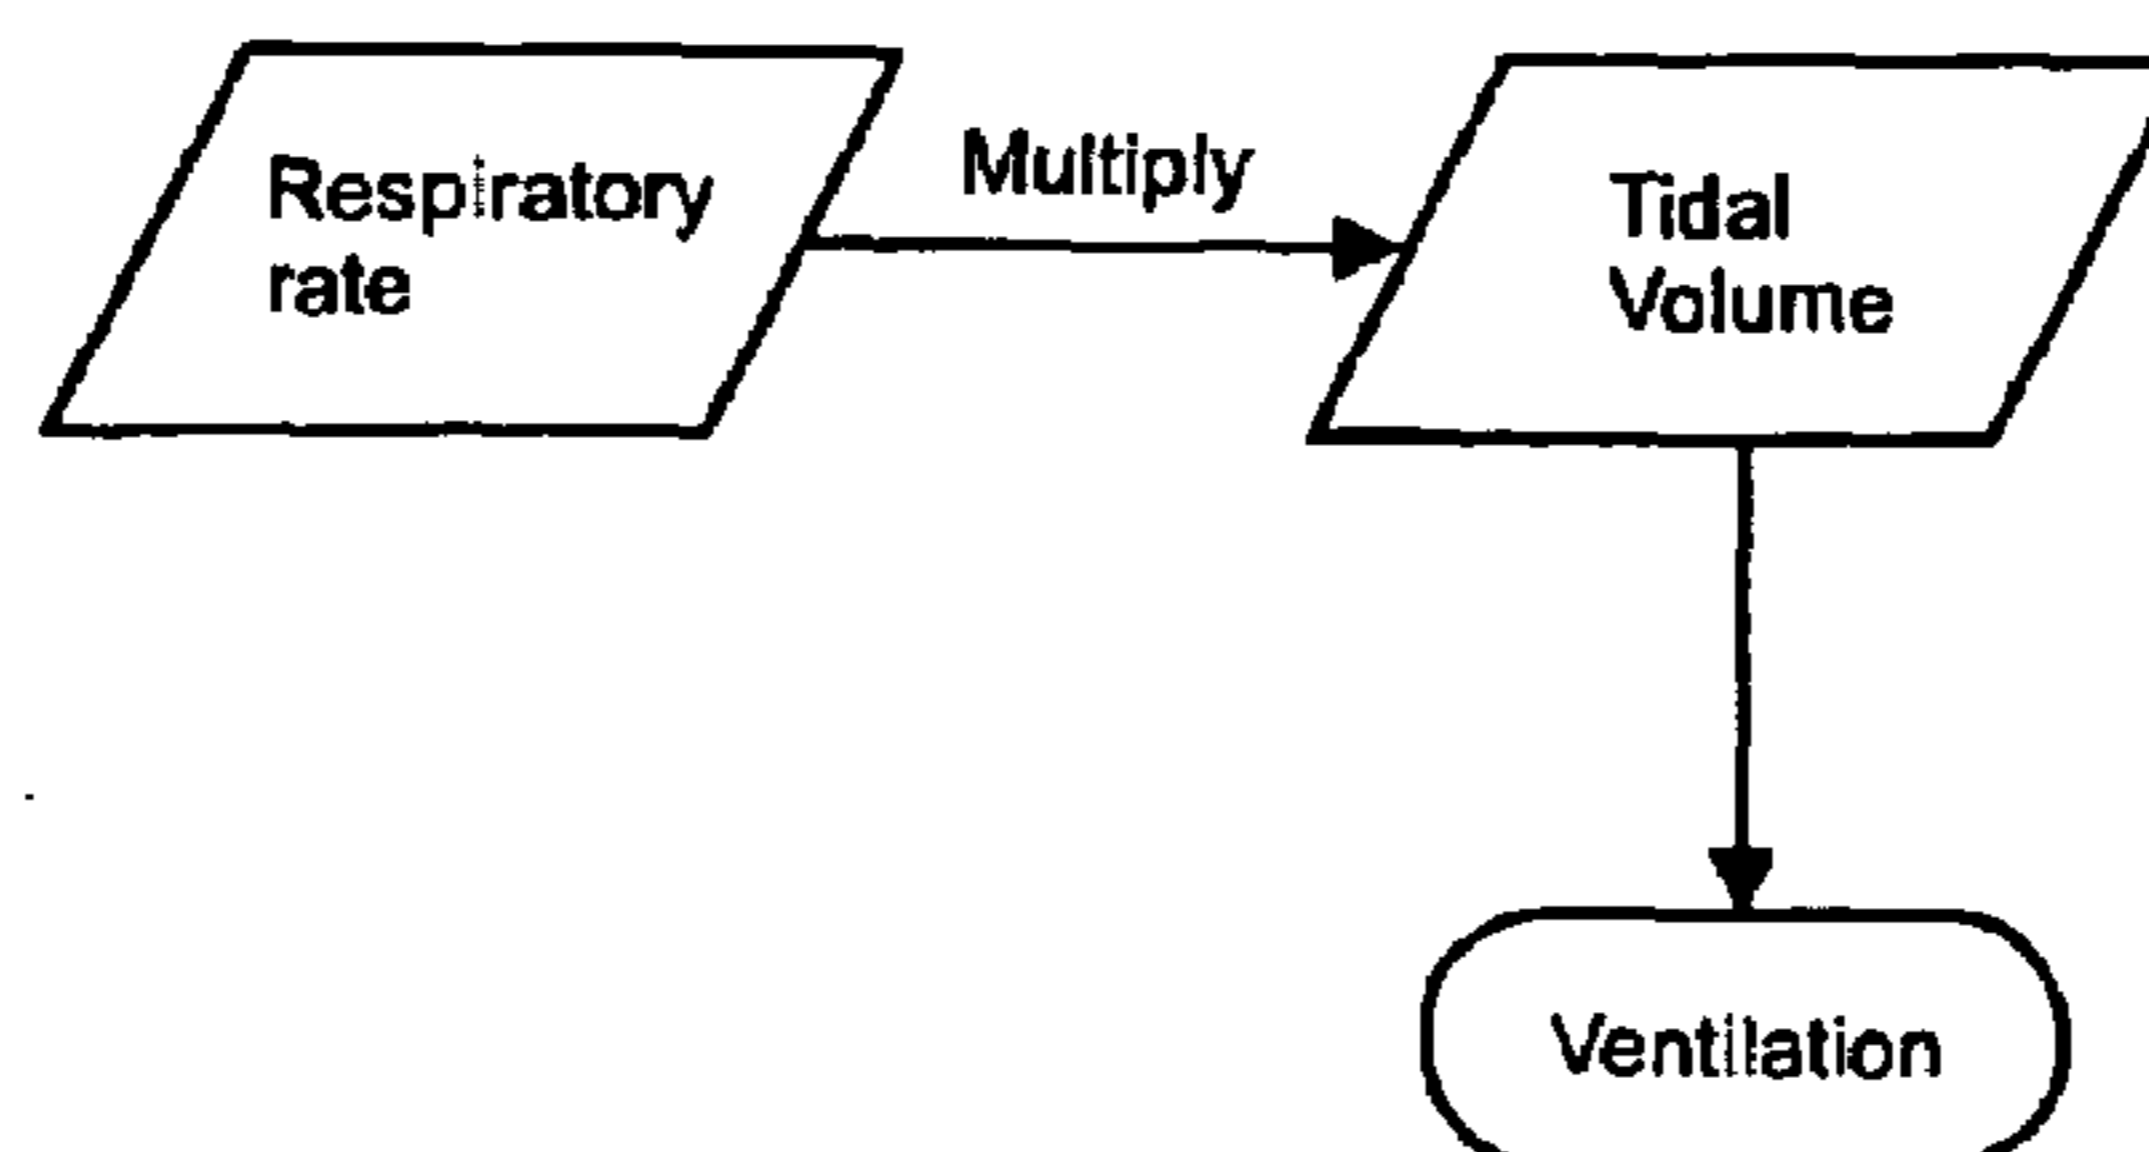 Respiratory
rate
Multiply
Tidal
Volume
Ventilation